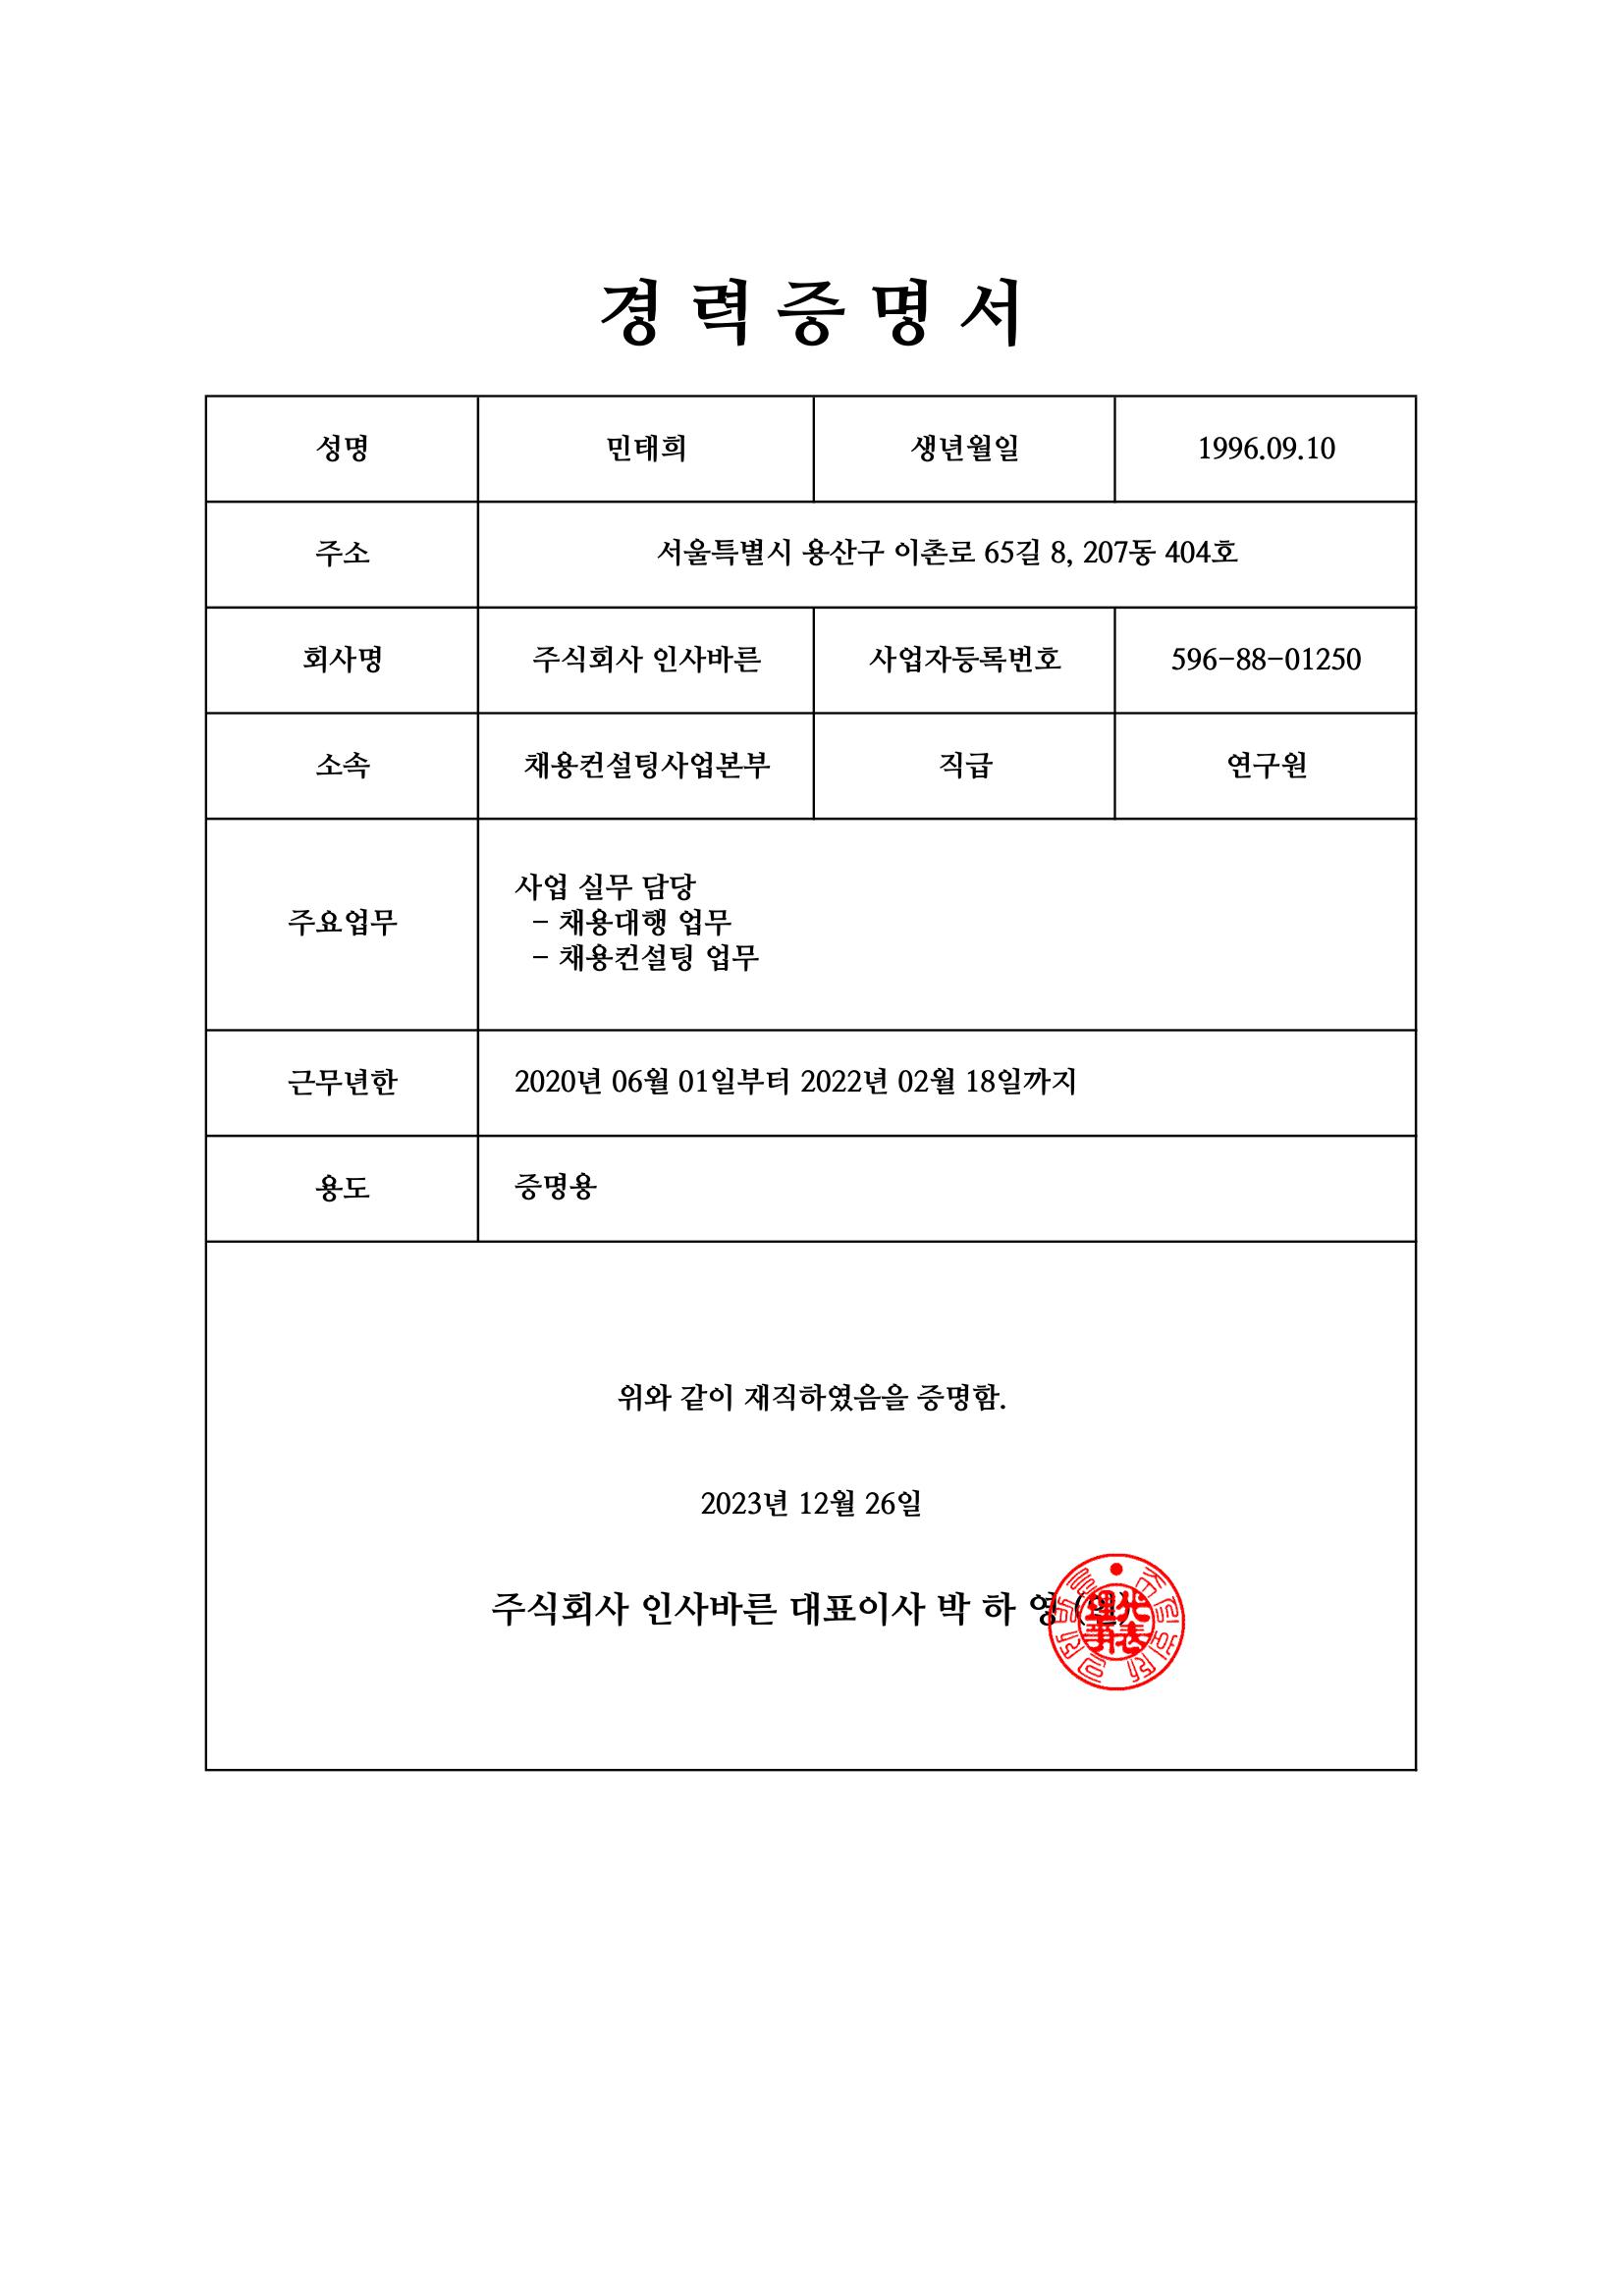 경 력 증 명 서
성명 민태희 생년월일 1996.09.10
주소 서울특별시 용산구 이촌로 65길 8, 207동 404호
회사명 주식회사 인사바른 사업자등록번호 596-88-01250
소속 채용컨설팅사업본부 직급 연구원
주요업무
사업 실무 담당
- 채용대행 업무
- 채용컨설팅 업무
근무년한 2020년 06월 01일부터 2022년 02월 18일까지
용도 증명용
위와 같이 재직하였음을 증명함.
2023년 12월 26일
주식회사 인사바른 대표이사 박 하 영